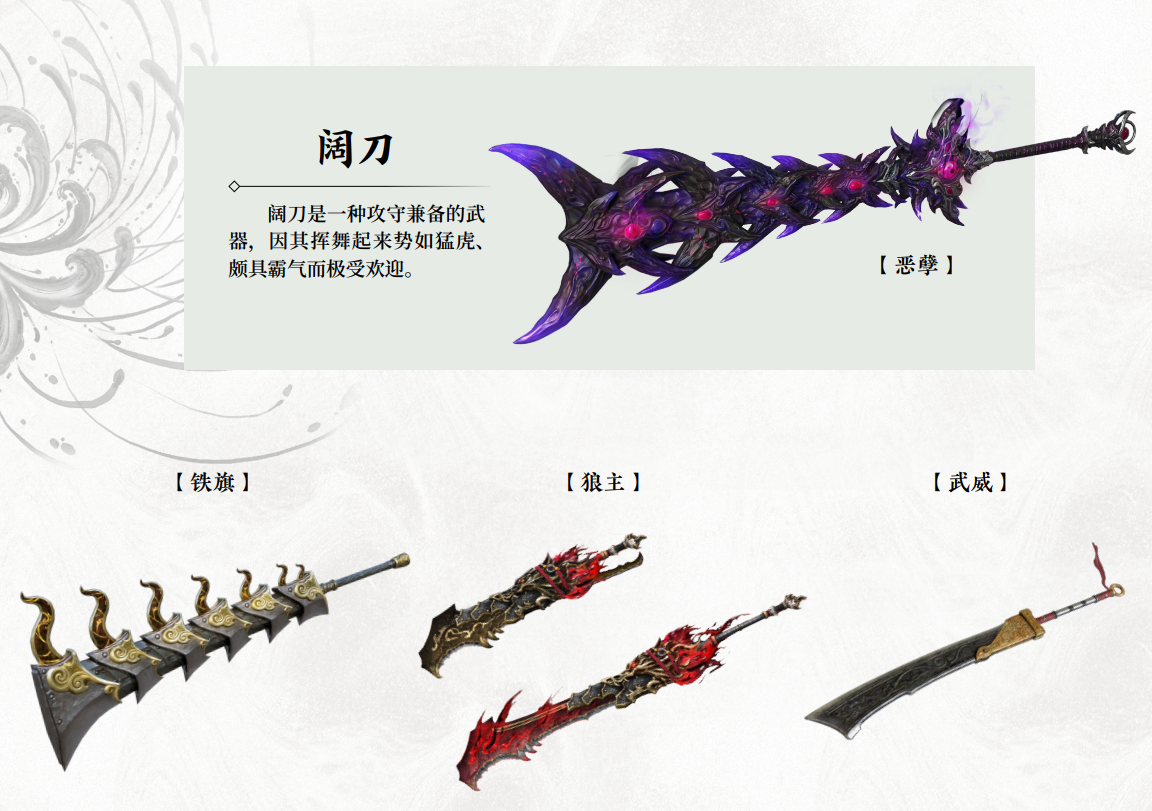 阔刀
阔刀是一种攻守兼备的武
器，因其挥舞起来势如猛虎、
颇具霸气而极受欢迎。
【恶孽】
【铁旗】
【狼主】
【武威】